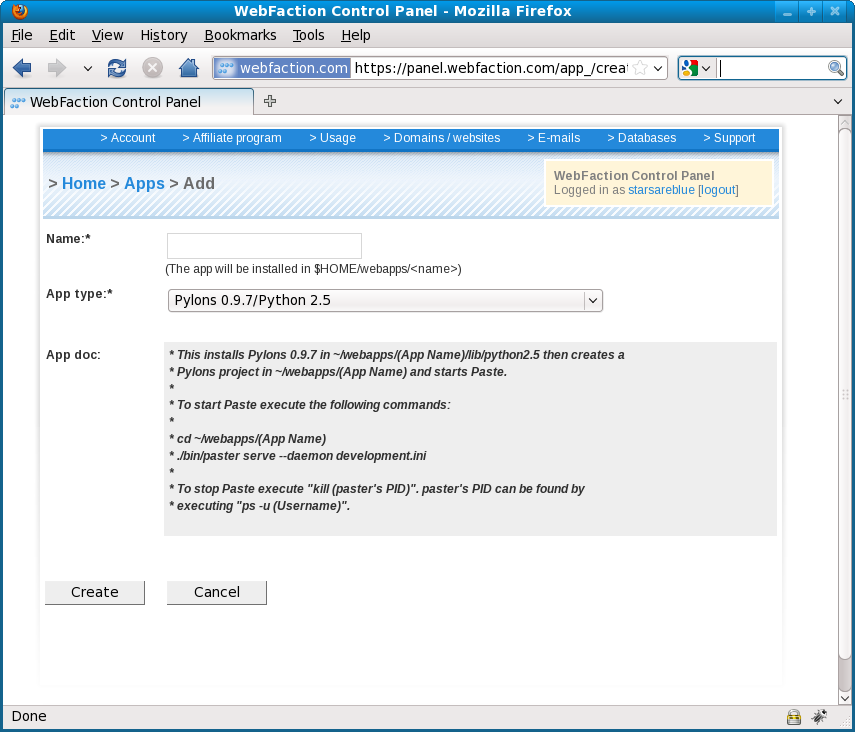 WebFaction Control Panel - Mozilla Firefox
File Edit View History Bookmarks Tools Help
webfaction.com https://panel.webfaction.com/app_/crea
WebFaction Control Panel
> Account > Affiliate program > Usage > Domains / websites > E-mails > Databases > Support
> Home > Apps > Add
WebFaction Control Panel
Logged in as starsareblue [logout]
Name:*
(The app will be installed in $HOME/webapps/<name>)
App type:* Pylons 0.9.7/Python 2.5
App doc:
* This installs Pylons 0.9.7 in ~/webapps/(App Name)/lib/python2.5 then creates a
* Pylons project in ~/webapps/(App Name) and starts Paste.
*
* To start Paste execute the following commands:
*
* cd ~/webapps/(App Name)
* ./bin/paster serve --daemon development.ini
*
* To stop Paste execute "kill (paster's PID)". paster's PID can be found by
* executing "ps -u (Username)".
Create Cancel
Done